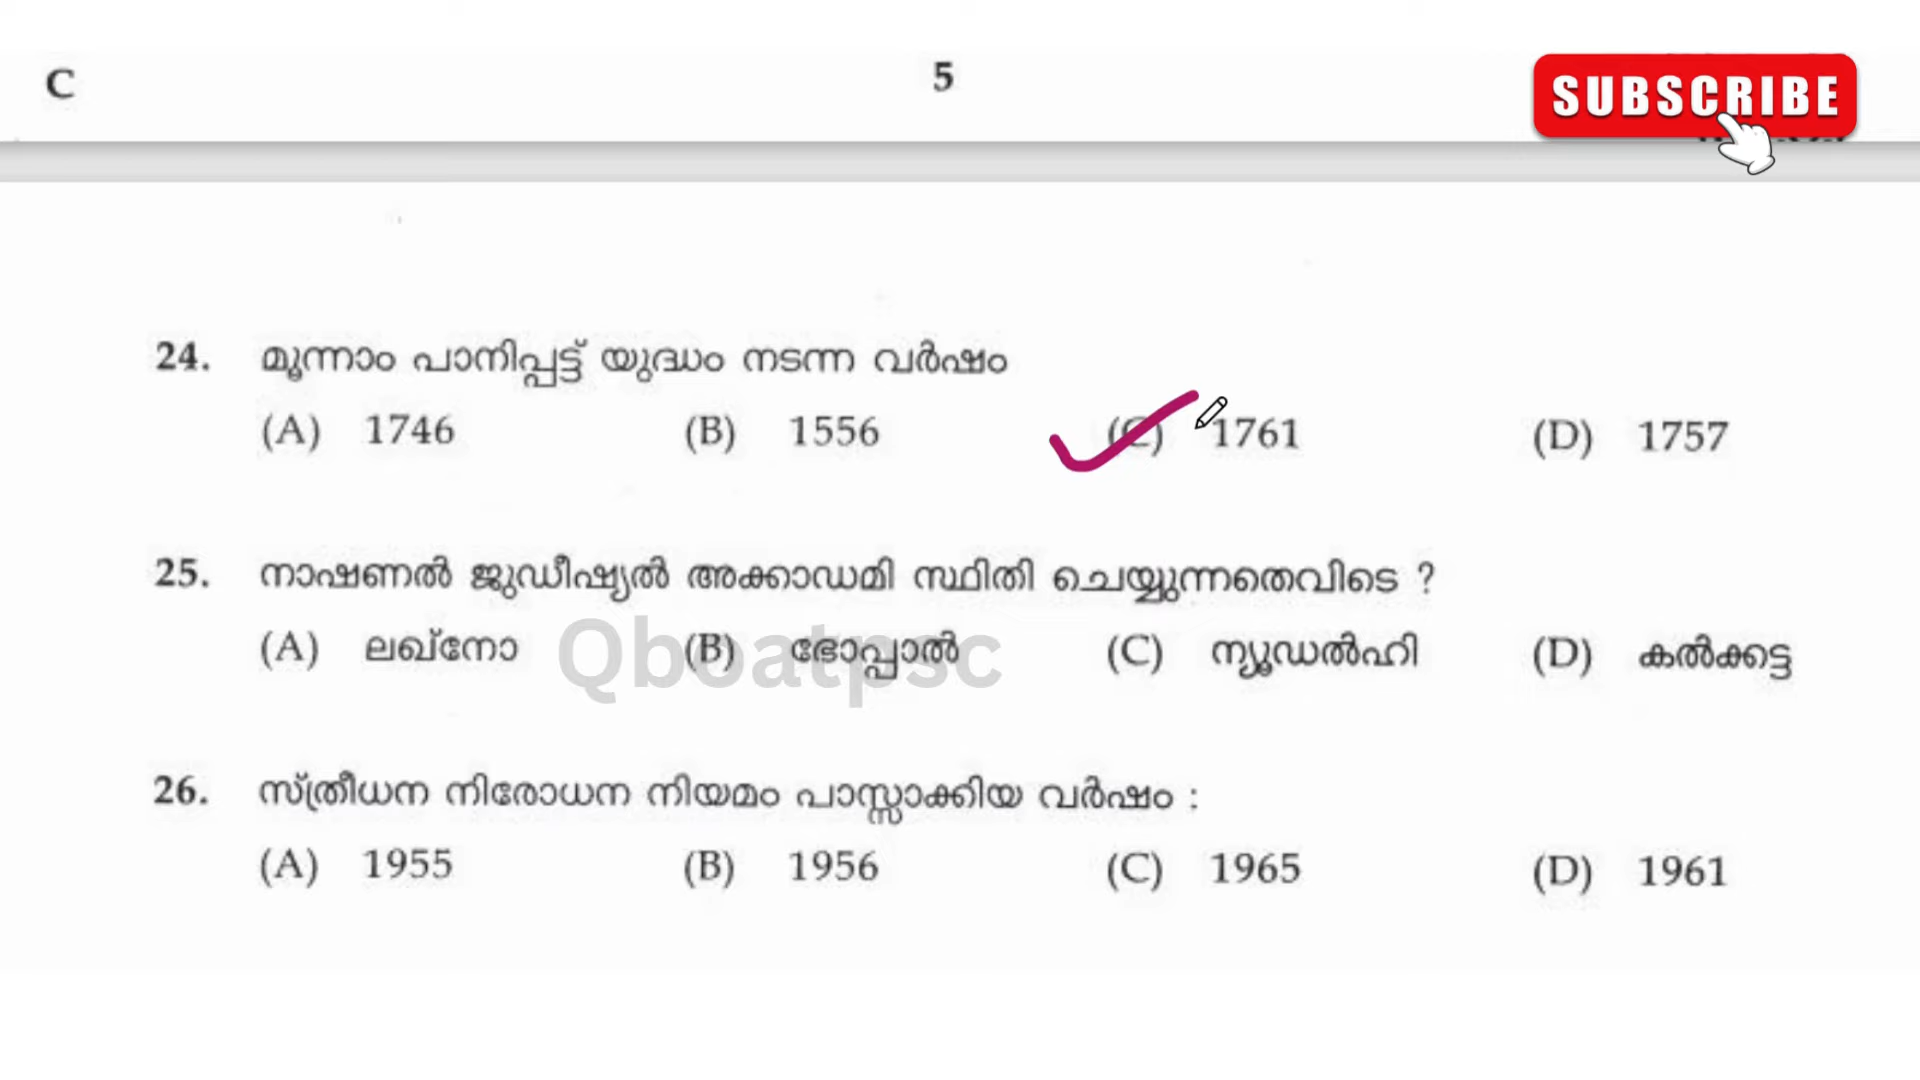 C 5 SUBSCRIBE
24. മൂന്നാം പാനിപ്പട്ട് യുദ്ധം നടന്ന വർഷം
(A) 1746 (B) 1556 (C) 1761 (D) 1757
25. നാഷണൽ ജുഡീഷ്യൽ അക്കാഡമി സ്ഥിതി ചെയ്യുന്നതെവിടെ ?
(A) ലഖ്നോ (B) ഭോപ്പാൽ (C) ന്യൂഡൽഹി (D) കൽക്കട്ട
Qboatpsc
26. സ്ത്രീധന നിരോധന നിയമം പാസ്സാക്കിയ വർഷം :
(A) 1955 (B) 1956 (C) 1965 (D) 1961